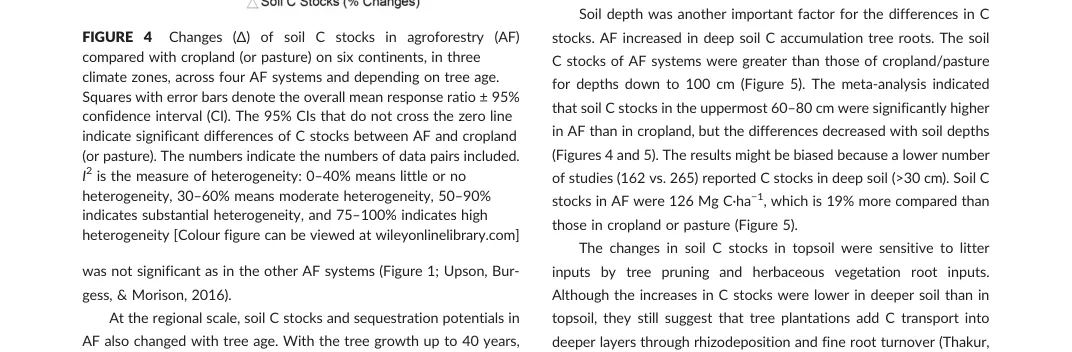 △ Soil C Stocks (% Changes)
FIGURE 4 Changes (Δ) of soil C stocks in agroforestry (AF)
compared with cropland (or pasture) on six continents, in three
climate zones, across four AF systems and depending on tree age.
Squares with error bars denote the overall mean response ratio ± 95%
confidence interval (CI). The 95% CIs that do not cross the zero line
indicate significant differences of C stocks between AF and cropland
(or pasture). The numbers indicate the numbers of data pairs included.
I² is the measure of heterogeneity: 0–40% means little or no
heterogeneity, 30–60% means moderate heterogeneity, 50–90%
indicates substantial heterogeneity, and 75–100% indicates high
heterogeneity [Colour figure can be viewed at wileyonlinelibrary.com]
was not significant as in the other AF systems (Figure 1; Upson, Bur-
gess, & Morison, 2016).
At the regional scale, soil C stocks and sequestration potentials in
AF also changed with tree age. With the tree growth up to 40 years,
Soil depth was another important factor for the differences in C
stocks. AF increased in deep soil C accumulation tree roots. The soil
C stocks of AF systems were greater than those of cropland/pasture
for depths down to 100 cm (Figure 5). The meta-analysis indicated
that soil C stocks in the uppermost 60–80 cm were significantly higher
in AF than in cropland, but the differences decreased with soil depths
(Figures 4 and 5). The results might be biased because a lower number
of studies (162 vs. 265) reported C stocks in deep soil (>30 cm). Soil C
stocks in AF were 126 Mg C·ha⁻¹, which is 19% more compared than
those in cropland or pasture (Figure 5).
The changes in soil C stocks in topsoil were sensitive to litter
inputs by tree pruning and herbaceous vegetation root inputs.
Although the increases in C stocks were lower in deeper soil than in
topsoil, they still suggest that tree plantations add C transport into
deeper layers through rhizodeposition and fine root turnover (Thakur,